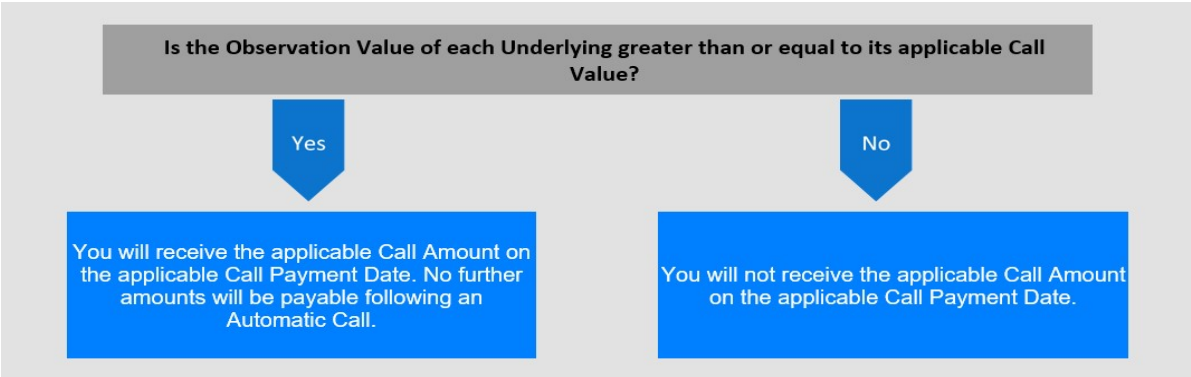 Is the Observation Value of each Underlying greater than or equal to its applicable Call
Value?
Yes
No
You will receive the applicable Call Amount on
the applicable Call Payment Date. No further
amounts will be payable following an
Automatic Call.
You will not receive the applicable Call Amount
on the applicable Call Payment Date.